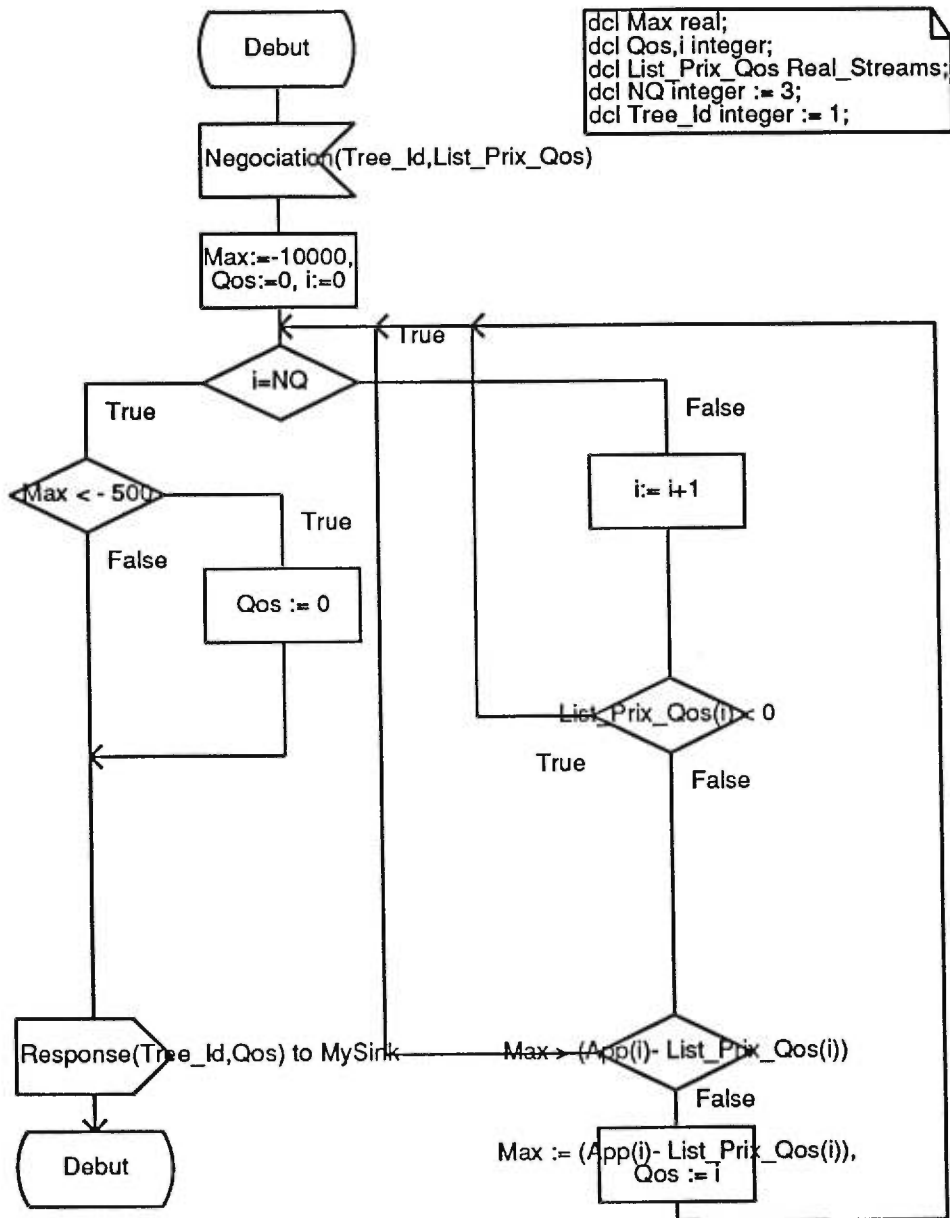 Debut
dcl Max real;
dcl Qos,i integer;
dcl List_Prix_Qos Real_Streams;
dcl NQ integer := 3;
dcl Tree_Id integer := 1;
Negociation(Tree_Id,List_Prix_Qos)
Max:=-10000,
Qos:=0, i:=0
True
i=NQ
True
False
Max < - 500
i:= i+1
True
False
Qos := 0
List_Prix_Qos(i) < 0
True
False
Response(Tree_Id,Qos) to MySink
Max > (App(i)- List_Prix_Qos(i))
False
Max := (App(i)- List_Prix_Qos(i)),
Qos := i
Debut